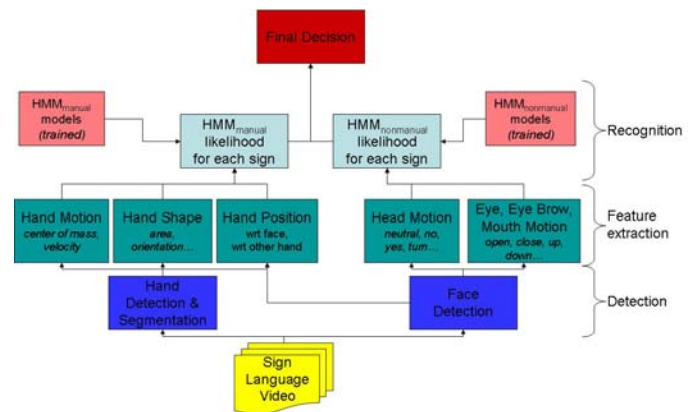 Final Decision
HMMmanual
models
(trained)
HMMmanual
likelihood
for each sign
HMMnonmanual
likelihood
for each sign
HMMnonmanual
models
(trained)
Recognition
Hand Motion
center of mass,
velocity
Hand Shape
area,
orientation...
Hand Position
wrt face,
wrt other hand
Head Motion
neutral, no,
yes, turn...
Eye, Eye Brow,
Mouth Motion
open, close, up,
down...
Feature
extraction
Hand
Detection &
Segmentation
Face
Detection
Detection
Sign
Language
Video